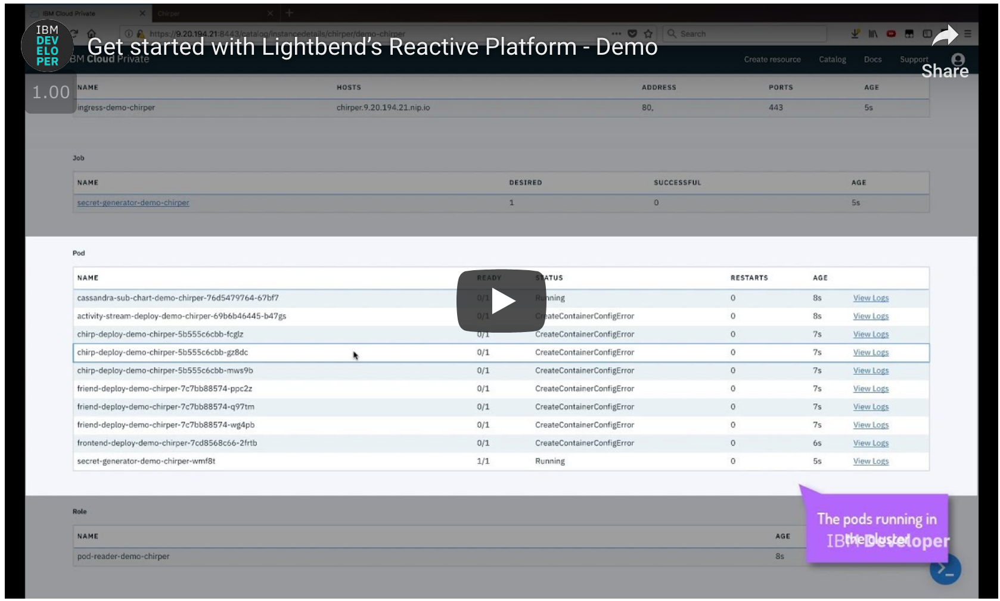 IBM Cloud Private
Chirper
https://9.20.194.21:8443/catalog/instancedetails/chirper/demo-chirper
Search
IBM
DEV
ELO
PER
Get started with Lightbend’s Reactive Platform - Demo
Share
BM Cloud Private
Create resource Catalog Docs Support
1.00
NAME HOSTS ADDRESS PORTS AGE
ingress-demo-chirper chirper.9.20.194.21.nip.io 80, 443 5s
Job
NAME DESIRED SUCCESSFUL AGE
secret-generator-demo-chirper 1 0 5s
Pod
NAME READY STATUS RESTARTS AGE
cassandra-sub-chart-demo-chirper-76d5479764-67bf7 0/1 Running 0 8s View Logs
activity-stream-deploy-demo-chirper-69b6b46445-b47gs 0/1 CreateContainerConfigError 0 8s View Logs
chirp-deploy-demo-chirper-5b555c6cbb-fcglz 0/1 CreateContainerConfigError 0 7s View Logs
chirp-deploy-demo-chirper-5b555c6cbb-gz8dc 0/1 CreateContainerConfigError 0 7s View Logs
chirp-deploy-demo-chirper-5b555c6cbb-mws9b 0/1 CreateContainerConfigError 0 7s View Logs
friend-deploy-demo-chirper-7c7bb88574-ppc2z 0/1 CreateContainerConfigError 0 7s View Logs
friend-deploy-demo-chirper-7c7bb88574-q97tm 0/1 CreateContainerConfigError 0 7s View Logs
friend-deploy-demo-chirper-7c7bb88574-wg4pb 0/1 CreateContainerConfigError 0 7s View Logs
frontend-deploy-demo-chirper-7cd8568c66-2frtb 0/1 CreateContainerConfigError 0 6s View Logs
secret-generator-demo-chirper-wmf8t 1/1 Running 0 5s View Logs
Role
NAME AGE
pod-reader-demo-chirper 8s
The pods running in
the cluster
IBM Developer